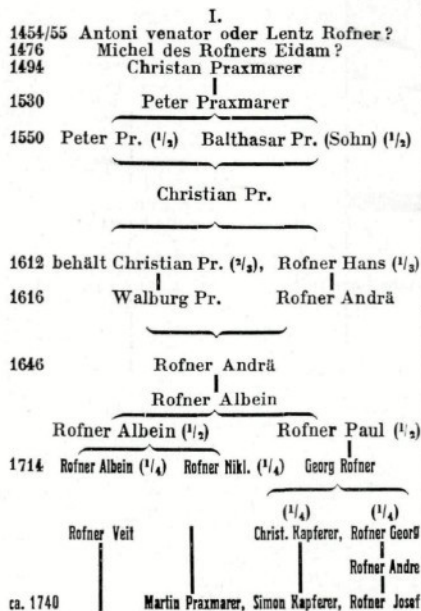 I.
1454/55 Antoni venator oder Lentz Rofner?
1476 Michel des Rofners Eidam?
1494 Christan Praxmarer
1530 Peter Praxmarer
1550 Peter Pr. (1/2) Balthasar Pr. (Sohn) (1/2)
Christian Pr.
1612 behält Christian Pr. (2/3), Rofner Hans (1/3)
1616 Walburg Pr. Rofner Andrä
1646 Rofner Andrä
Rofner Albein
Rofner Albein (1/2) Rofner Paul (1/2)
1714 Rofner Albein (1/4) Rofner Nikl. (1/4) Georg Rofner
(1/4) (1/4)
Rofner Veit Christ. Kapferer, Rofner Georg
Rofner Andre
ca. 1740 Martin Praxmarer, Simon Kapferer, Rofner Josef